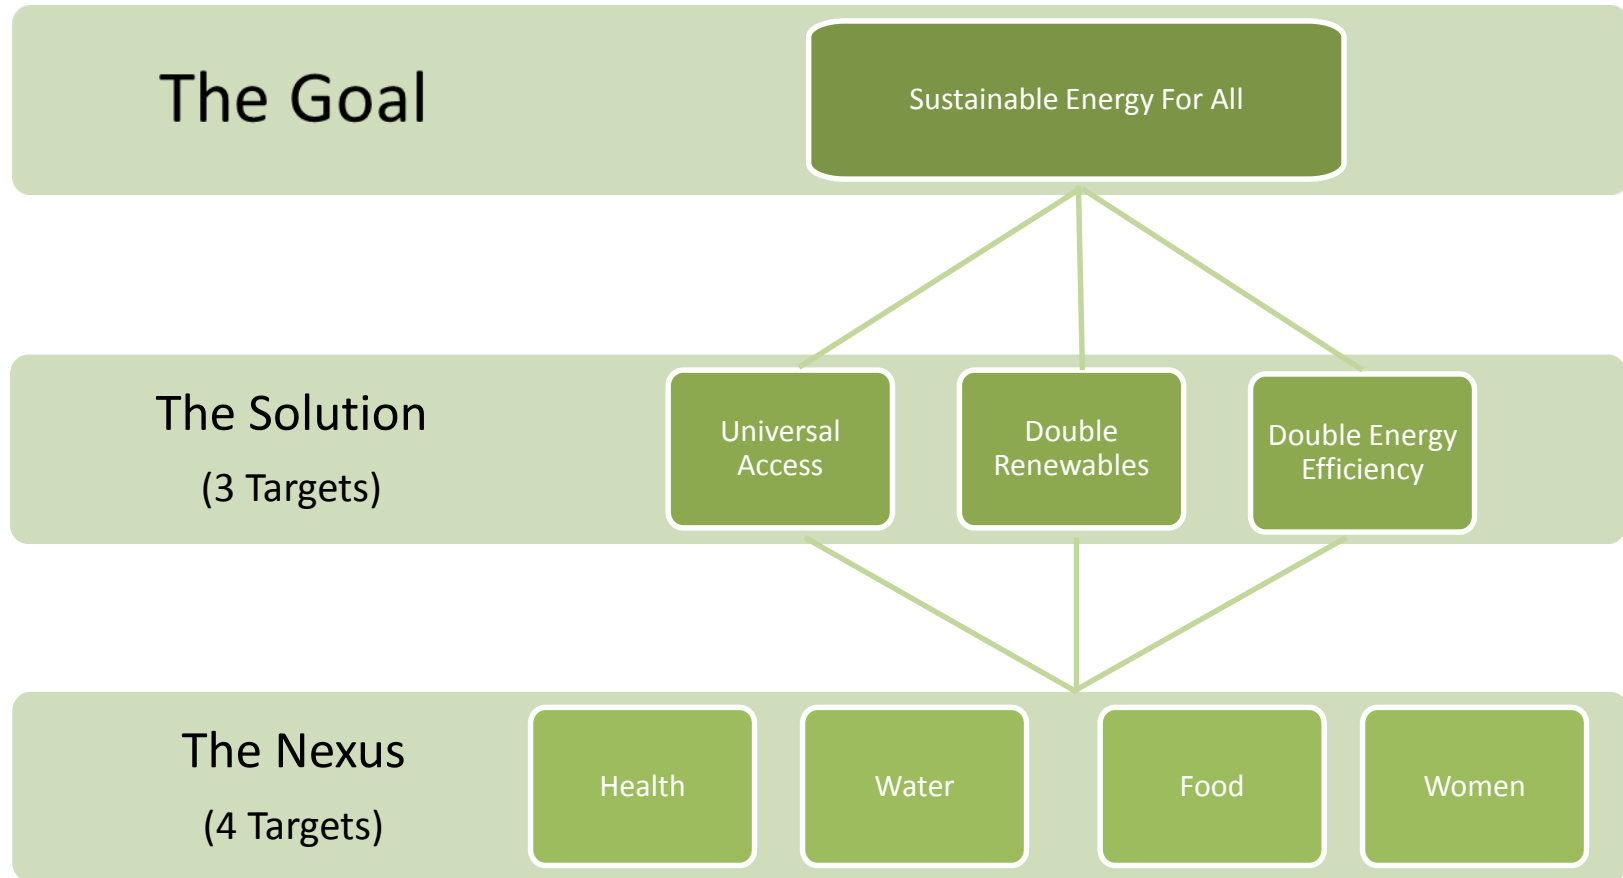 The Goal
Sustainable Energy For All
The Solution
(3 Targets)
Universal
Access
Double
Renewables
Double Energy
Efficiency
The Nexus
(4 Targets)
Health
Water
Food
Women